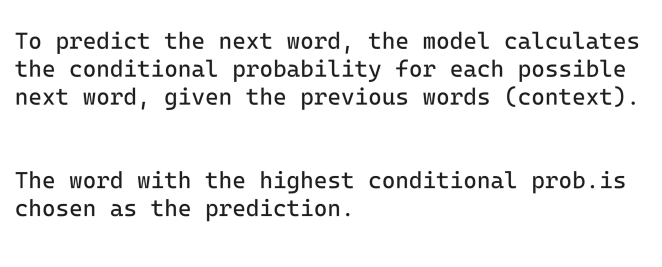 To predict the next word, the model calculates
the conditional probability for each possible
next word, given the previous words (context).
The word with the highest conditional prob.is
chosen as the prediction.